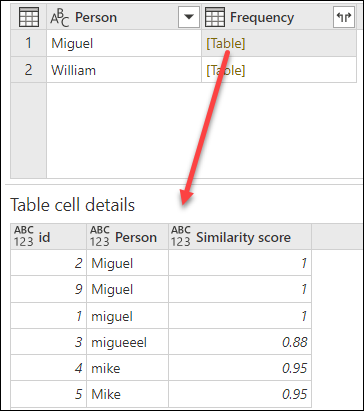 ABC Person Frequency
1 Miguel [Table]
2 William [Table]
Table cell details
ABC 123 id ABC 123 Person ABC 123 Similarity score
2 Miguel 1
9 Miguel 1
1 miguel 1
3 migueeel 0.88
4 mike 0.95
5 Mike 0.95